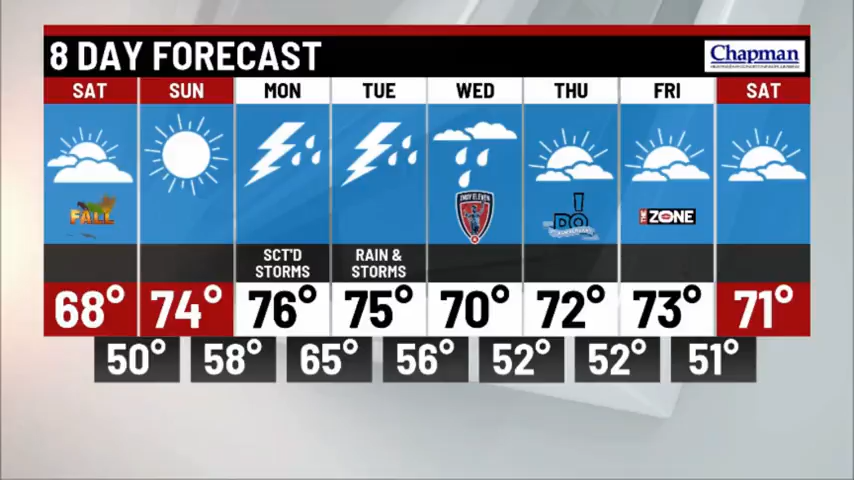 8 DAY FORECAST
Chapman
SAT SUN MON TUE WED THU FRI SAT
FALL INDY ELEVEN DO! THE ZONE
SCT'D RAIN &
STORMS STORMS
68° 74° 76° 75° 70° 72° 73° 71°
50° 58° 65° 56° 52° 52° 51°